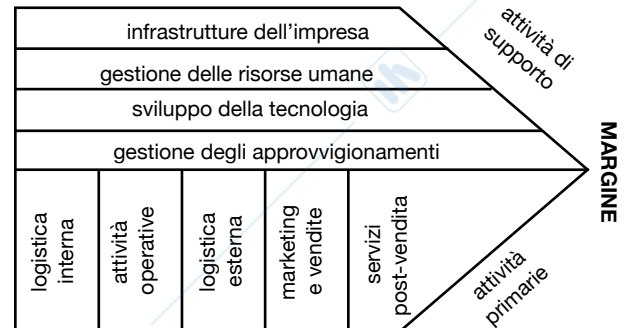 infrastrutture dell'impresa
gestione delle risorse umane
sviluppo della tecnologia
gestione degli approvvigionamenti
attività di
supporto
logistica
interna
attività
operative
logistica
esterna
marketing
e vendite
servizi
post-vendita
attività
primarie
MARGINE